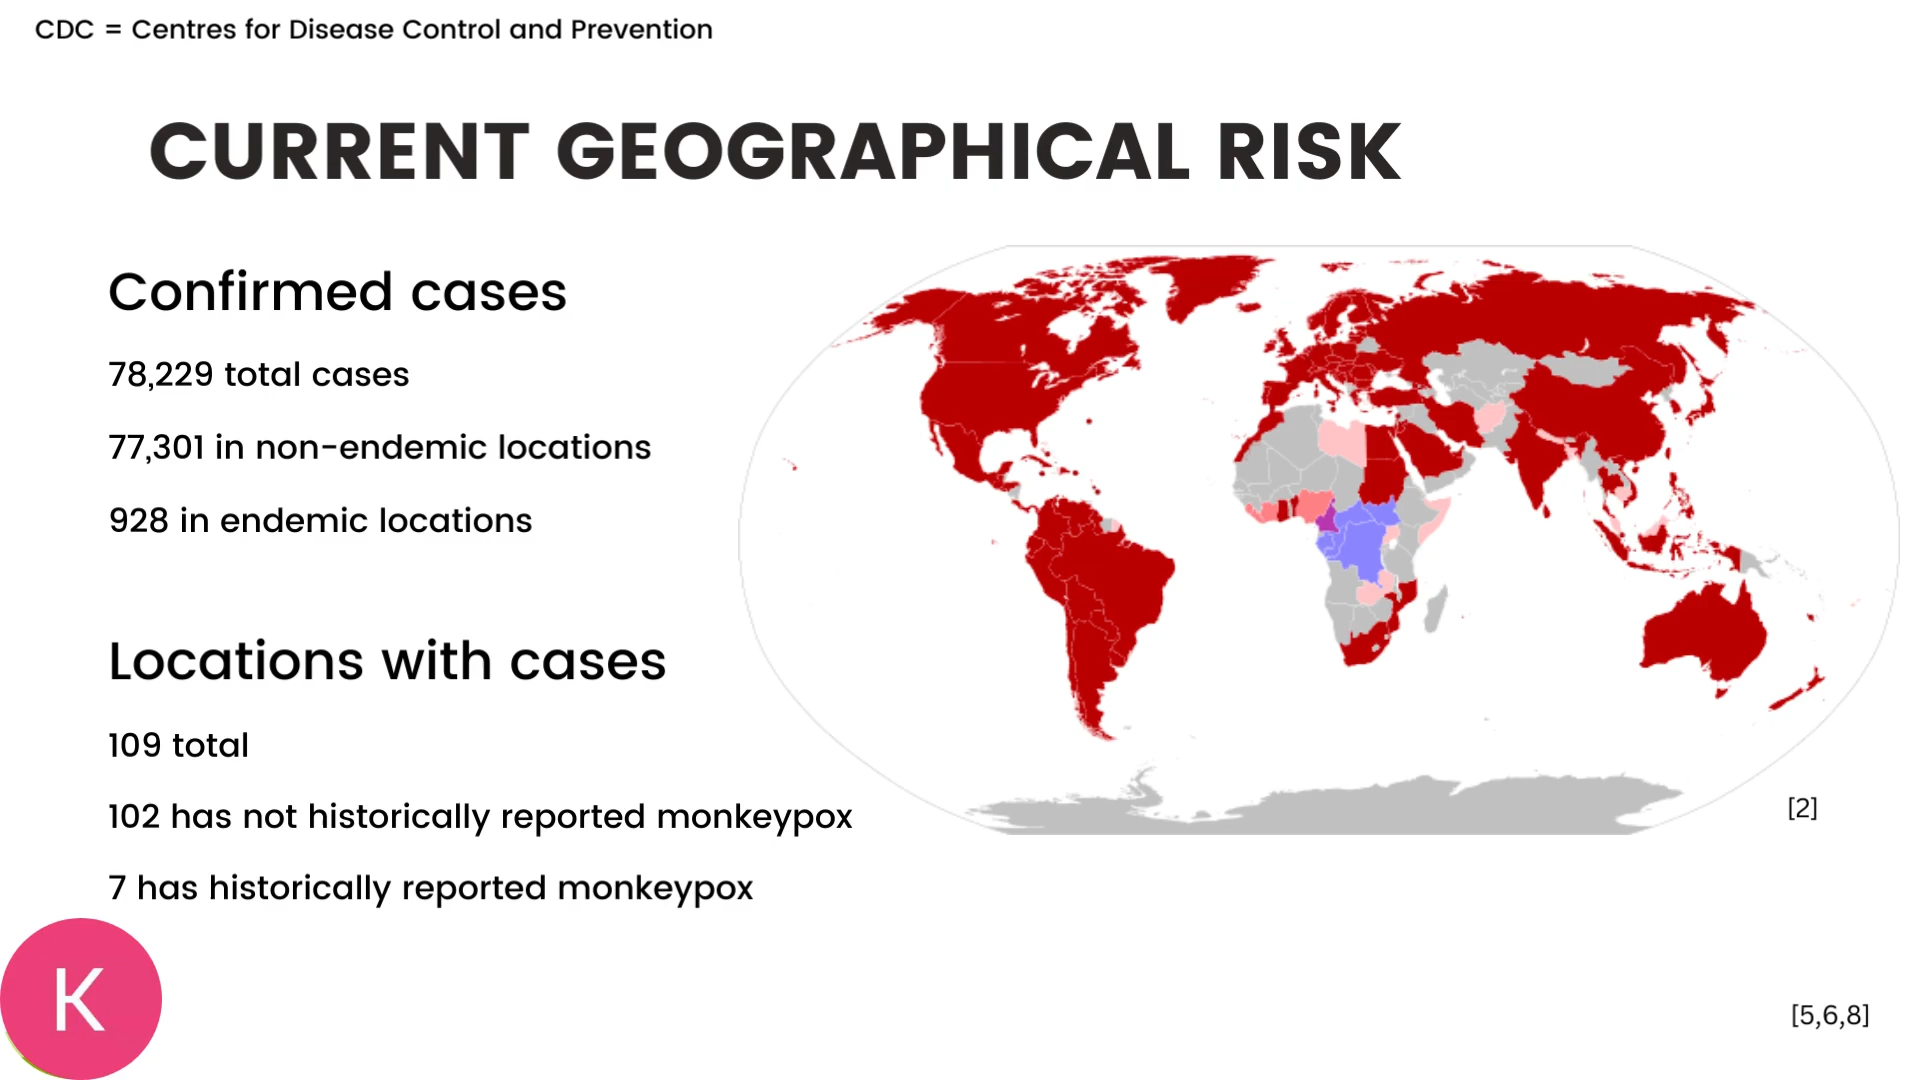 CDC = Centres for Disease Control and Prevention
CURRENT GEOGRAPHICAL RISK
Confirmed cases
78,229 total cases
77,301 in non-endemic locations
928 in endemic locations
Locations with cases
109 total
102 has not historically reported monkeypox
7 has historically reported monkeypox
[2]
K
[5,6,8]